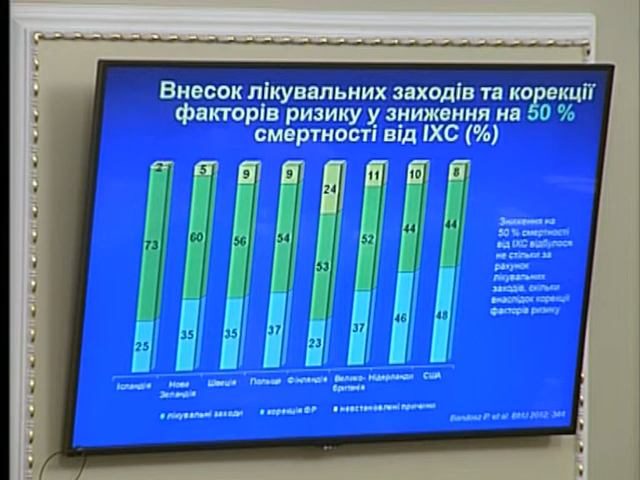 Внесок лікувальних заходів та корекції
факторів ризику у зниження на 50 %
смертності від ІХС (%)
2 5 9 9 24 11 10 8
73 60 56 54 53 52 44 44
25 35 35 37 23 37 46 48
Ісландія Нова Зеландія Швеція Польща Фінляндія Велико-британія Нідерланди США
лікувальні заходи корекція ФР невстановлені причини
Зниження на
50 % смертності
від ІХС відбулося
не стільки за
рахунок
лікувальних
заходів, скільки
внаслідок корекції
факторів ризику
Bandosz P. et al. BMJ 2012; 344